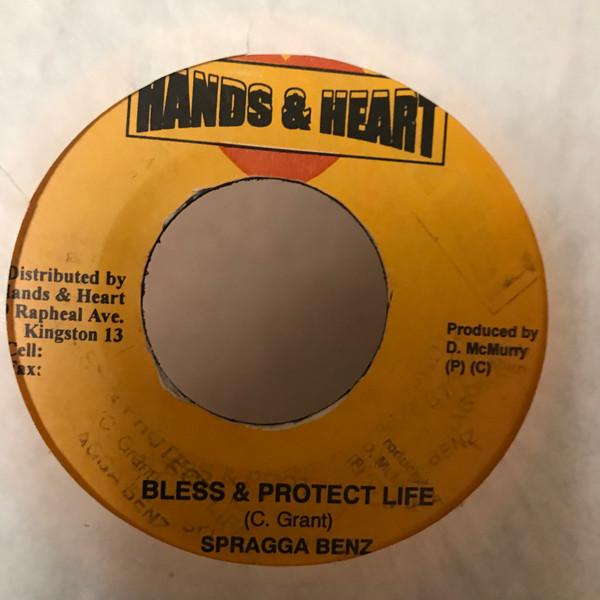 HANDS & HEART
Distributed by
Hands & Heart
Rapheal Ave.
Kingston 13
Cell:
Fax:
Produced by
D. McMurry
(P) (C)
BLESS & PROTECT LIFE
(C. Grant)
SPRAGGA BENZ